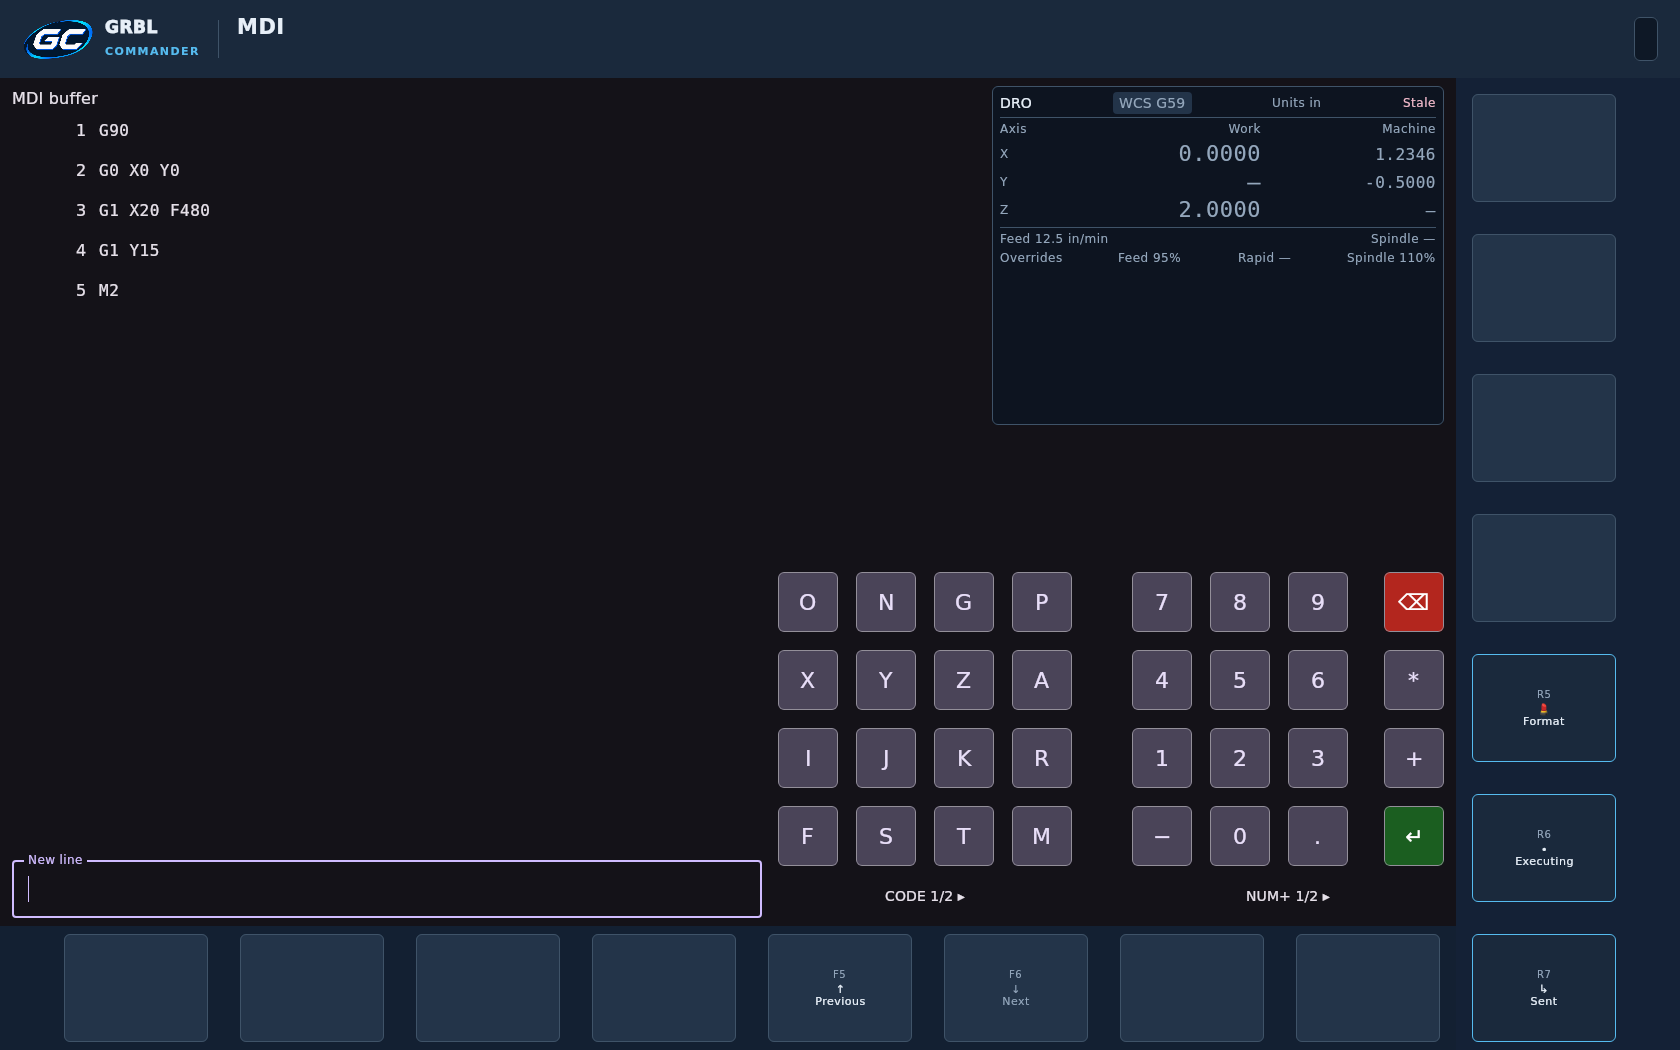 GC GRBL COMMANDER MDI
MDI buffer
1 G90
2 G0 X0 Y0
3 G1 X20 F480
4 G1 Y15
5 M2
DRO WCS G59 Units in Stale
Axis Work Machine
X 0.0000 1.2346
Y — -0.5000
Z 2.0000 —
Feed 12.5 in/min Spindle —
Overrides Feed 95% Rapid — Spindle 110%
O N G P 7 8 9 ⌫
X Y Z A 4 5 6 *
I J K R 1 2 3 +
F S T M − 0 . ↵
New line
CODE 1/2 ▸ NUM+ 1/2 ▸
R5
Format
R6
•
Executing
R7
↳
Sent
F5
↑
Previous
F6
↓
Next